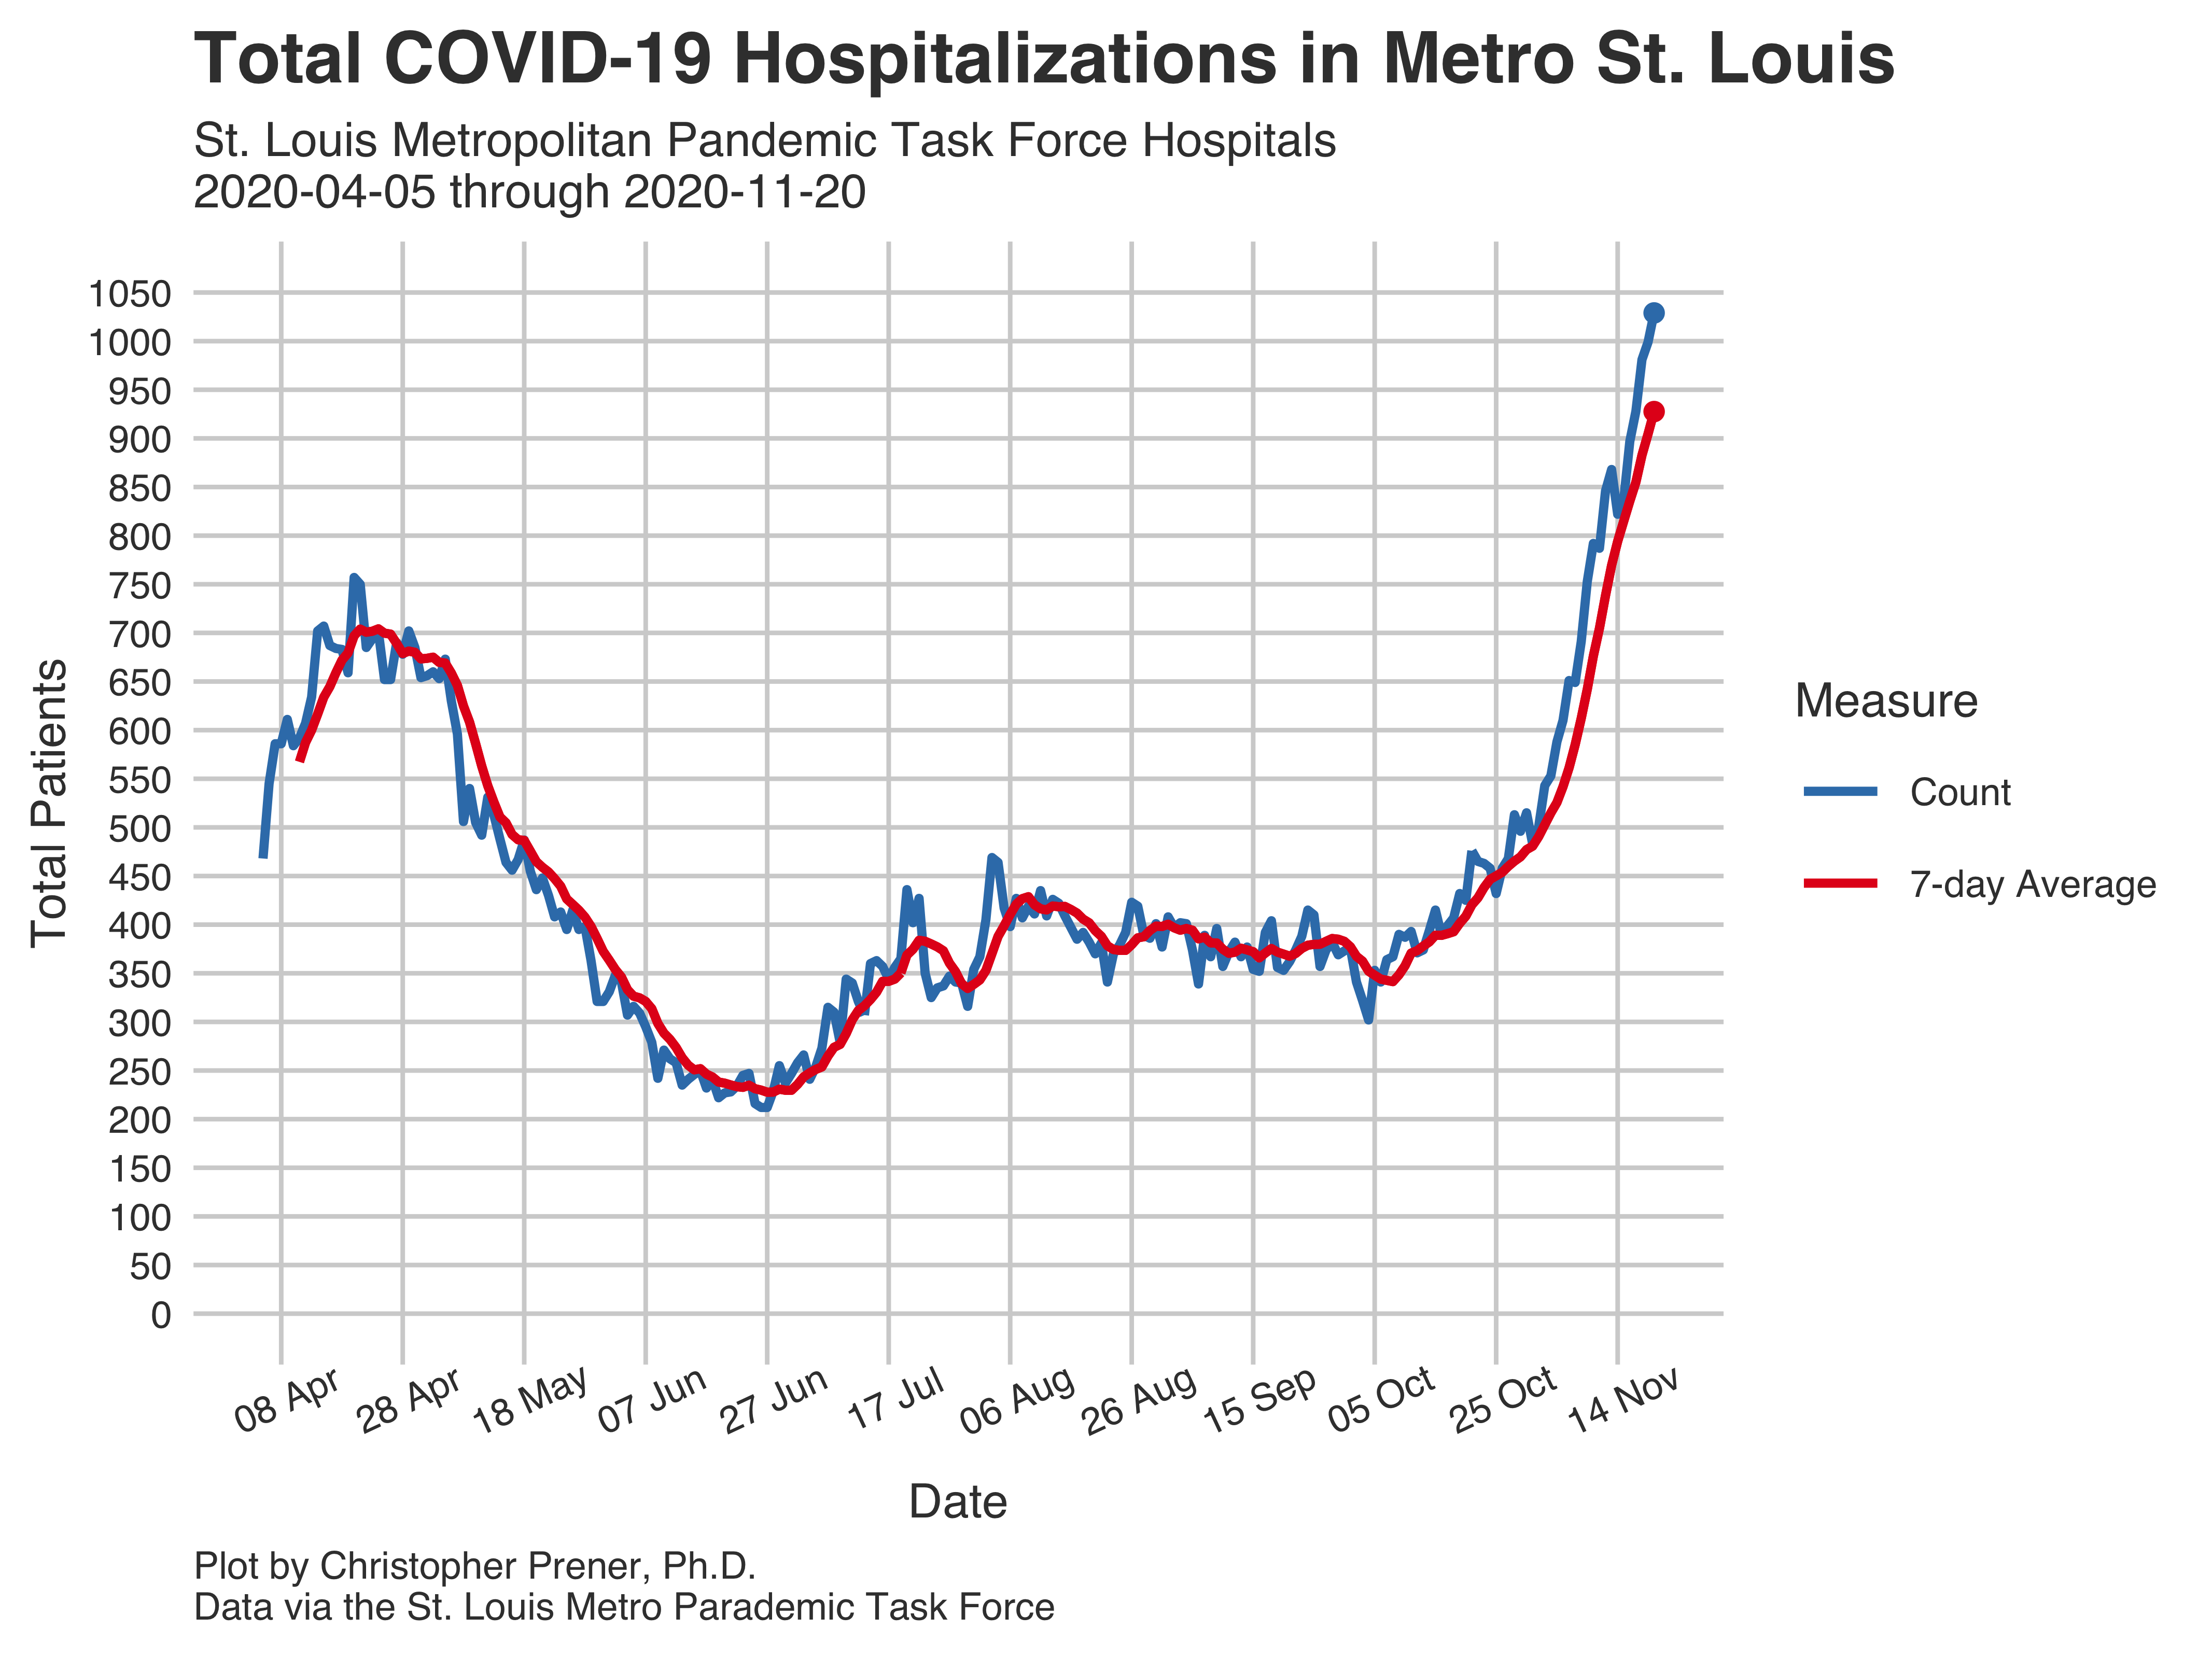 Total COVID-19 Hospitalizations in Metro St. Louis
St. Louis Metropolitan Pandemic Task Force Hospitals
2020-04-05 through 2020-11-20
1050
1000
950
900
850
800
750
700
650
600
550
500
450
400
350
300
250
200
150
100
50
0
Total Patients
08 Apr
28 Apr
18 May
07 Jun
27 Jun
17 Jul
06 Aug
26 Aug
15 Sep
05 Oct
25 Oct
14 Nov
Date
Measure
Count
7-day Average
Plot by Christopher Prener, Ph.D.
Data via the St. Louis Metro Parademic Task Force